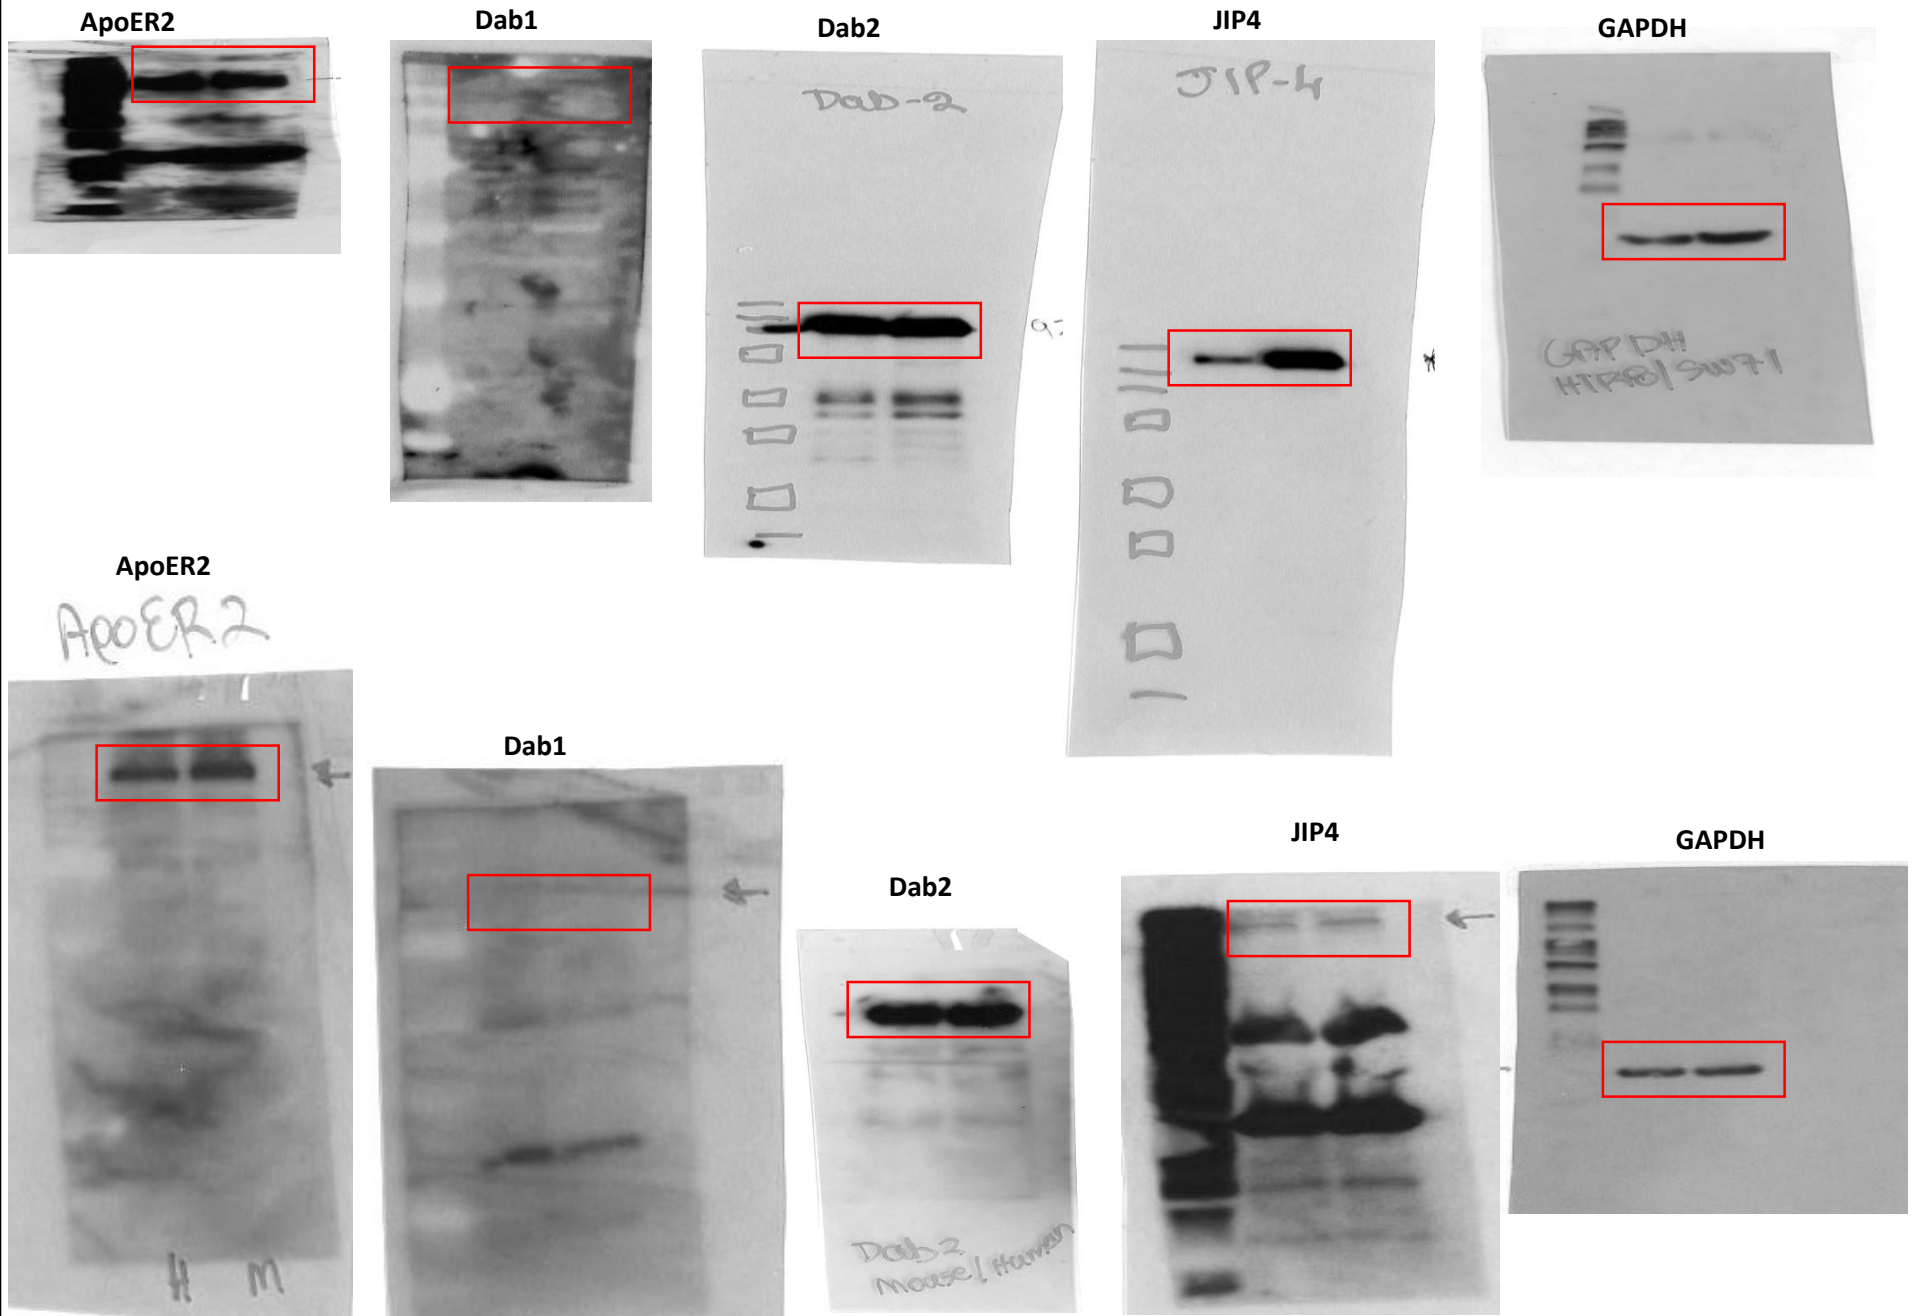 ApoER2
Dab1
Dab2
JIP4
GAPDH
Dab-2
JIP-4
GAPDH
HTR8/SW71
ApoER2
ApoER2
H M
Dab1
Dab2
Dab2
Mouse/Human
JIP4
GAPDH